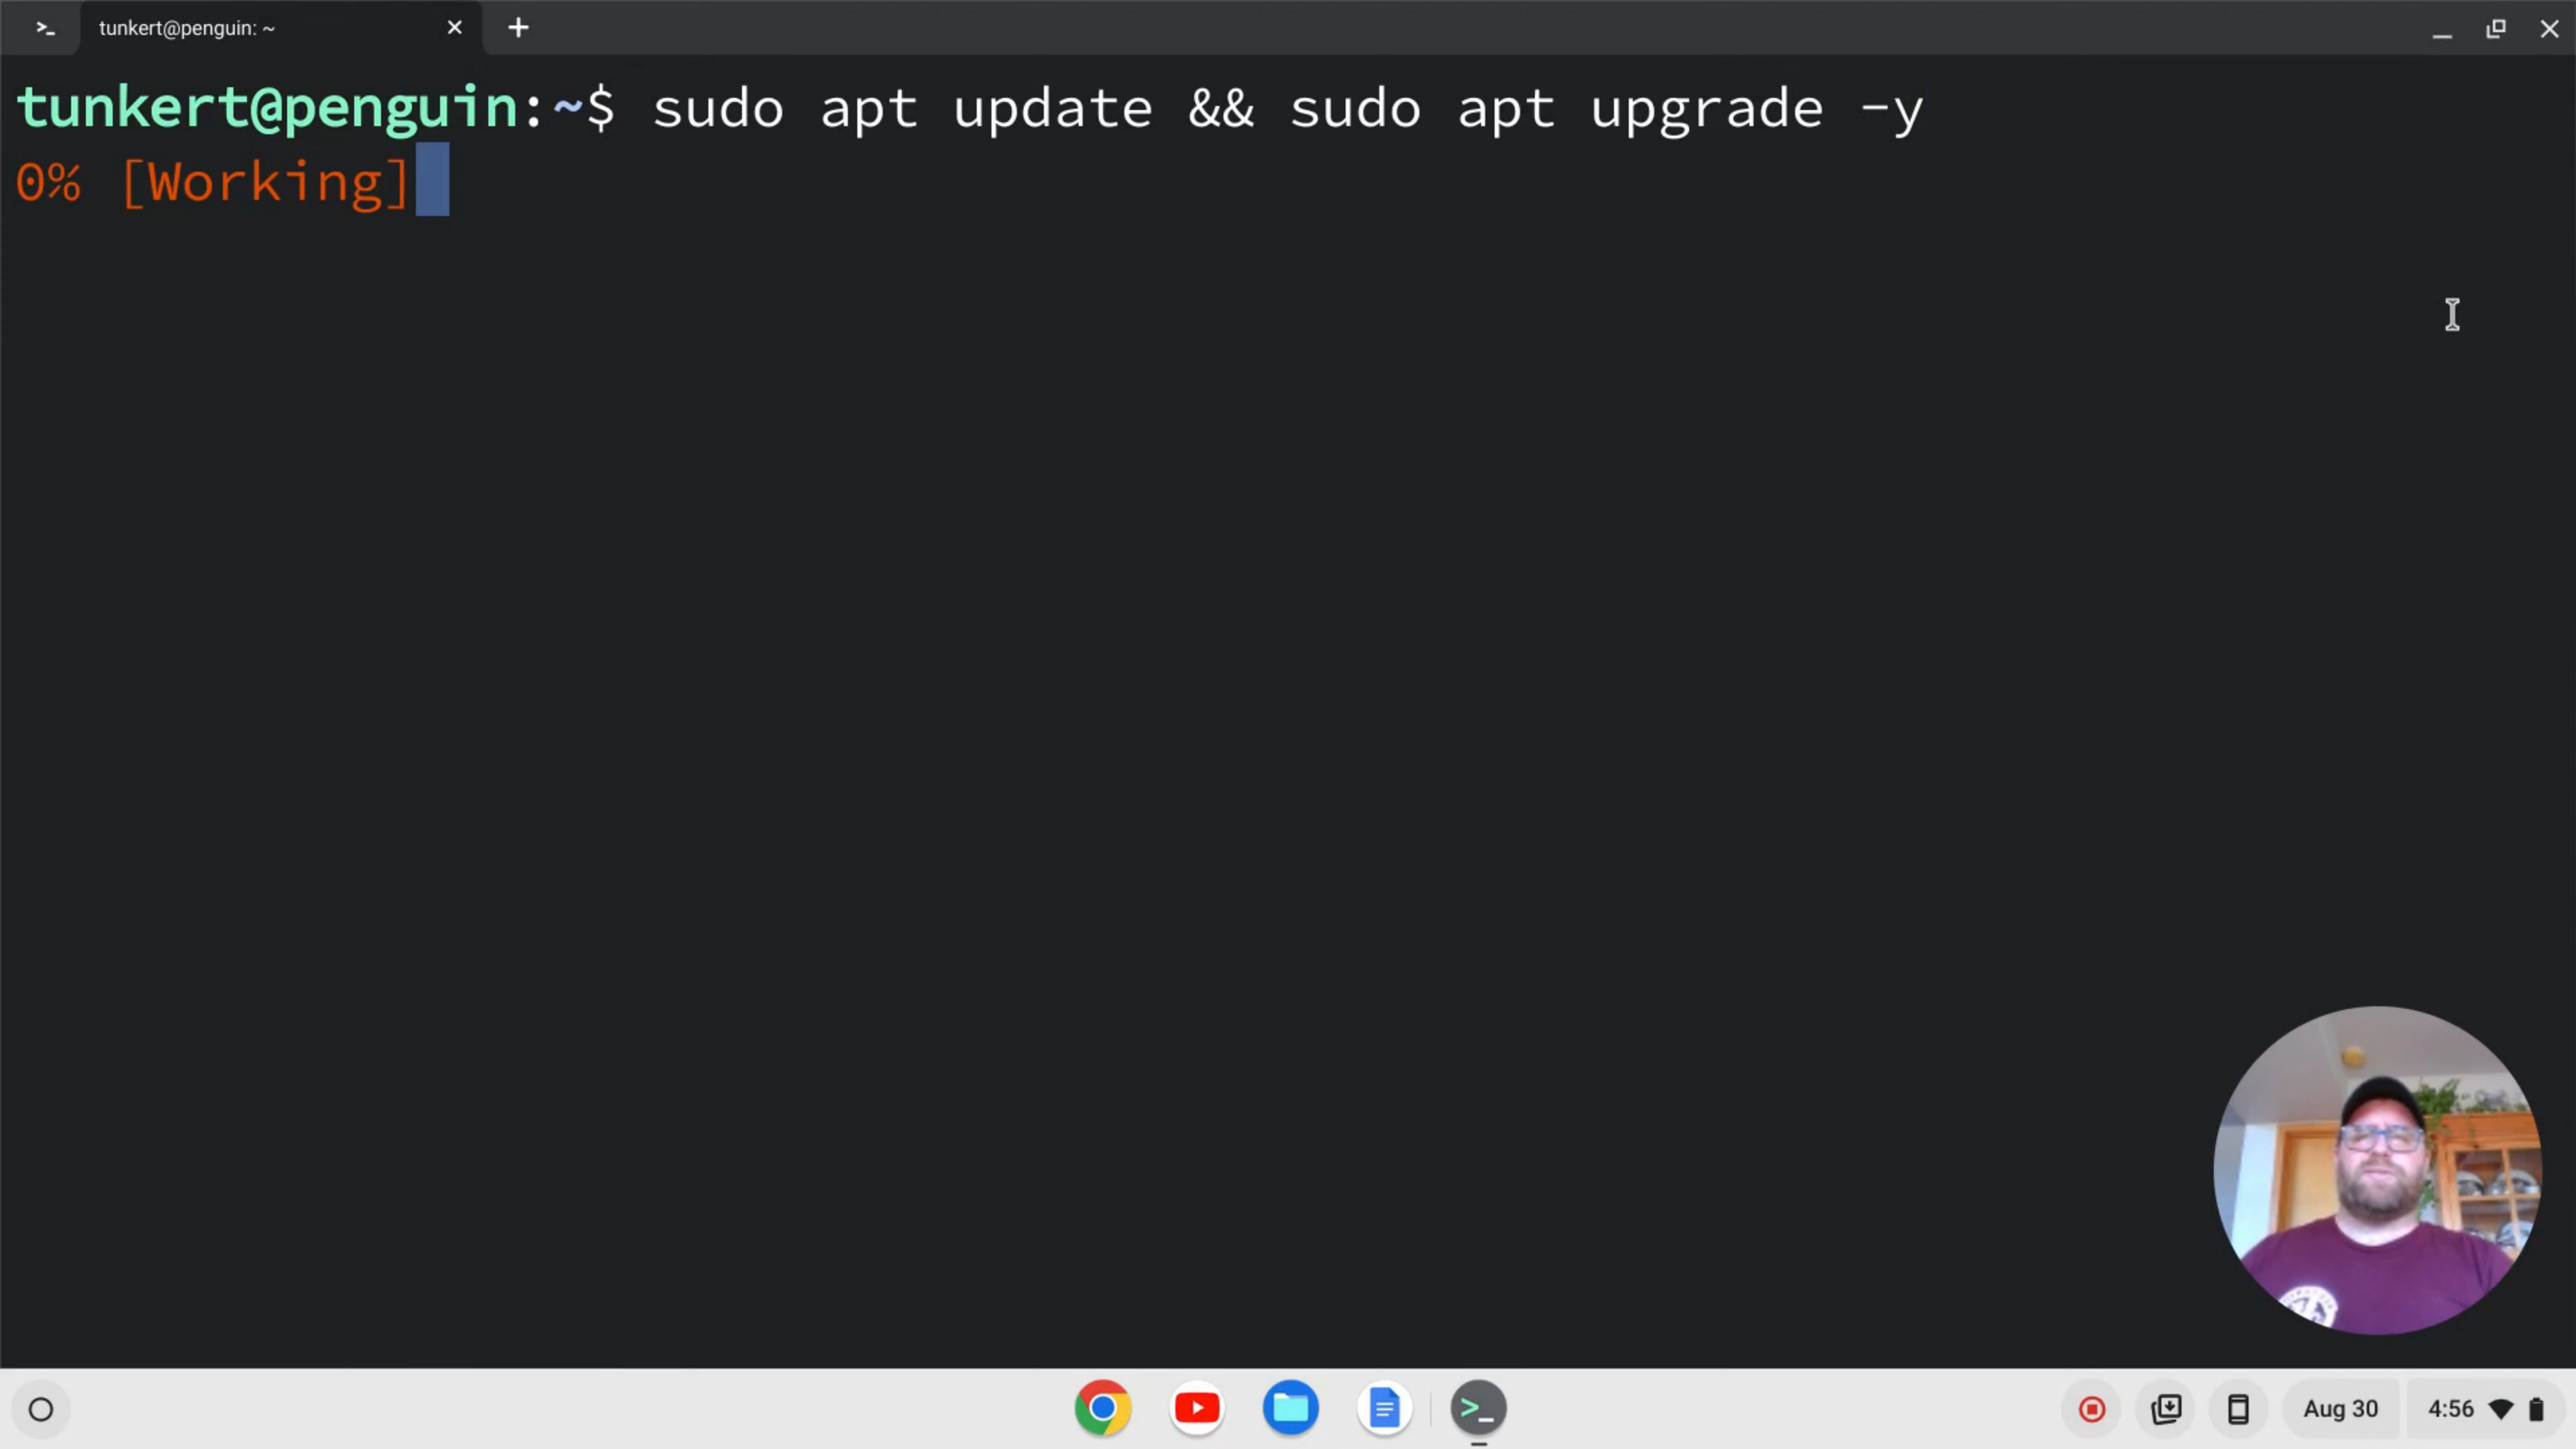 tunkert@penguin: ~
tunkert@penguin:~$ sudo apt update && sudo apt upgrade -y
0% [Working]
Aug 30
4:56